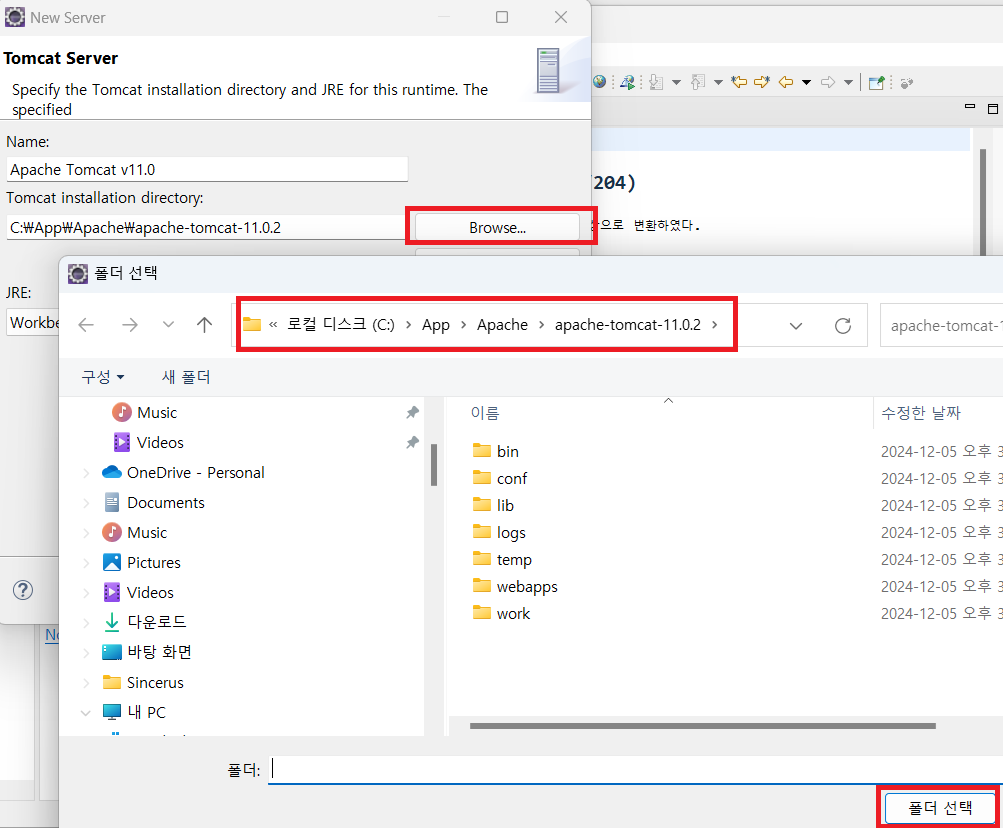 New Server
Tomcat Server
Specify the Tomcat installation directory and JRE for this runtime. The
specified
Name:
Apache Tomcat v11.0
Tomcat installation directory:
C:₩App₩Apache₩apache-tomcat-11.0.2
Browse...
204)
으로 변환하였다.
JRE:
폴더 선택
« 로컬 디스크 (C:) › App › Apache › apache-tomcat-11.0.2 ›
apache-tomcat-1
구성
새 폴더
Music
Videos
OneDrive - Personal
Documents
Music
Pictures
Videos
다운로드
바탕 화면
Sincerus
내 PC
이름
수정한 날짜
bin
2024-12-05 오후 3
conf
2024-12-05 오후 3
lib
2024-12-05 오후 3
logs
2024-12-05 오후 3
temp
2024-12-05 오후 3
webapps
2024-12-05 오후 3
work
2024-12-05 오후 3
폴더:
폴더 선택